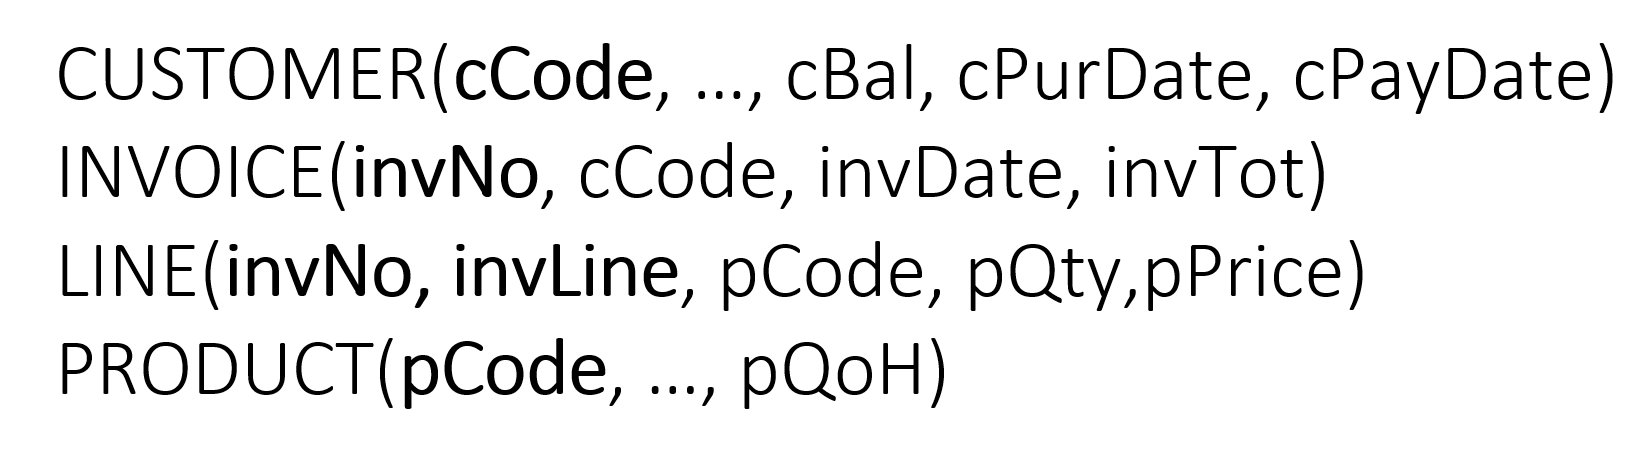 CUSTOMER(cCode, ..., cBal, cPurDate, cPayDate)
INVOICE(invNo, cCode, invDate, invTot)
LINE(invNo, invLine, pCode, pQty,pPrice)
PRODUCT(pCode, ..., pQoH)